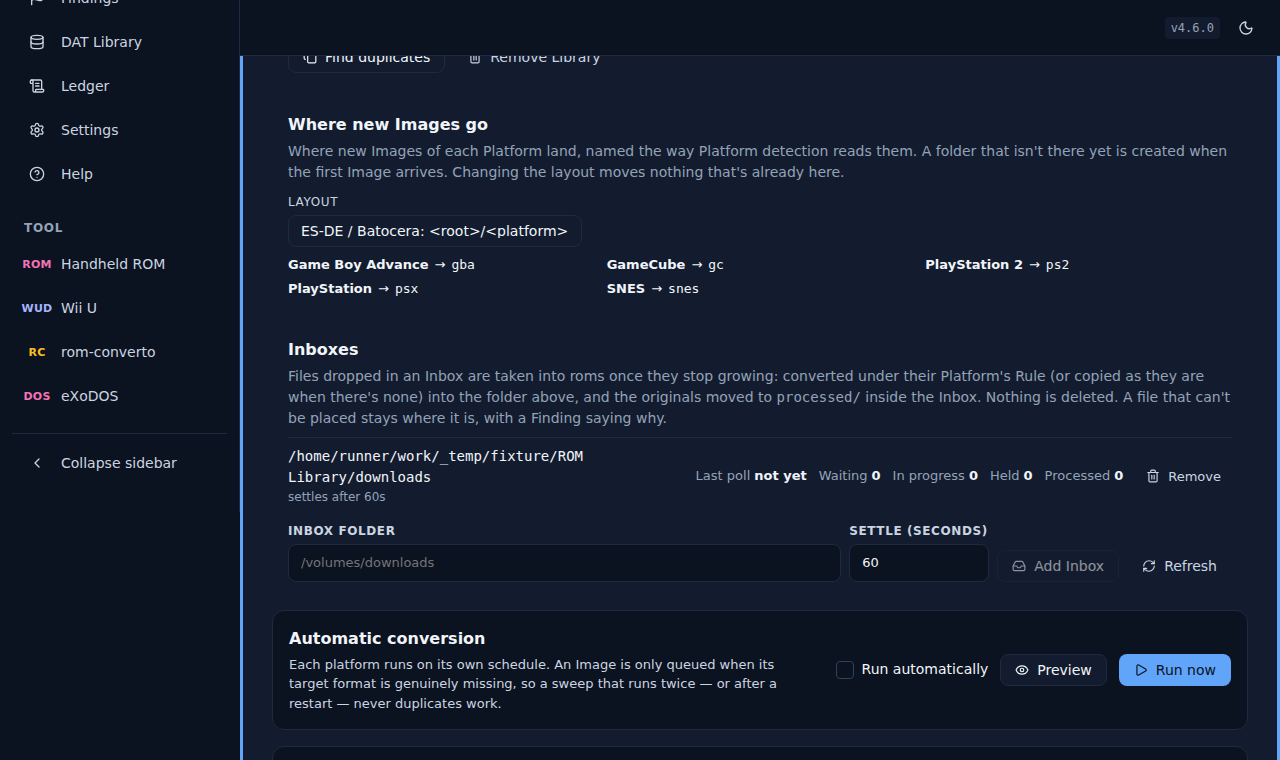 Findings
DAT Library
Ledger
Settings
Help
TOOL
ROM Handheld ROM
WUD Wii U
RC rom-converto
DOS eXoDOS
Collapse sidebar
v4.6.0
Find duplicates Remove Library
Where new Images go
Where new Images of each Platform land, named the way Platform detection reads them. A folder that isn't there yet is created when
the first Image arrives. Changing the layout moves nothing that's already here.
LAYOUT
ES-DE / Batocera: <root>/<platform>
Game Boy Advance → gba GameCube → gc PlayStation 2 → ps2
PlayStation → psx SNES → snes
Inboxes
Files dropped in an Inbox are taken into roms once they stop growing: converted under their Platform's Rule (or copied as they are
when there's none) into the folder above, and the originals moved to processed/ inside the Inbox. Nothing is deleted. A file that can't
be placed stays where it is, with a Finding saying why.
/home/runner/work/_temp/fixture/ROM
Library/downloads
settles after 60s
Last poll not yet Waiting 0 In progress 0 Held 0 Processed 0 Remove
INBOX FOLDER SETTLE (SECONDS)
/volumes/downloads 60 Add Inbox Refresh
Automatic conversion
Each platform runs on its own schedule. An Image is only queued when its
target format is genuinely missing, so a sweep that runs twice — or after a
restart — never duplicates work.
Run automatically Preview Run now